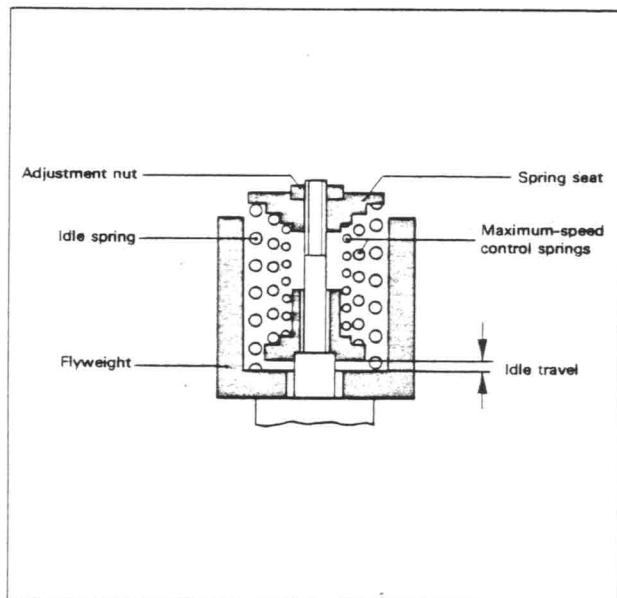 Adjustment nut
Spring seat
Idle spring
Maximum-speed
control springs
Flyweight
Idle travel